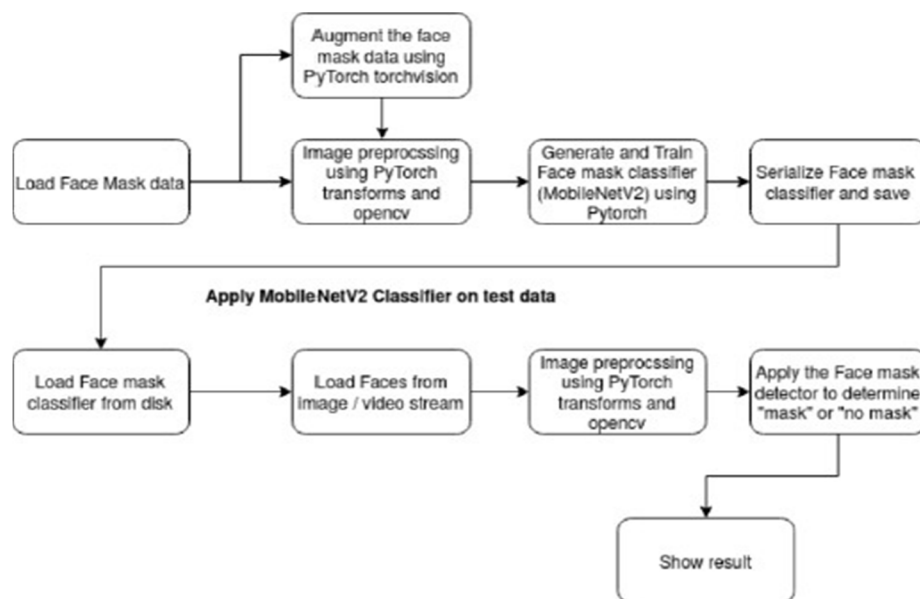 Augment the face
mask data using
PyTorch torchvision
Load Face Mask data
Image preprocssing
using PyTorch
transforms and
opencv
Generate and Train
Face mask classifier
(MobileNetV2) using
Pytorch
Serialize Face mask
classifier and save
Apply MobileNetV2 Classifier on test data
Load Face mask
classifier from disk
Load Faces from
image / video stream
Image preprocssing
using PyTorch
transforms and
opencv
Apply the Face mask
detector to determine
"mask" or "no mask"
Show result